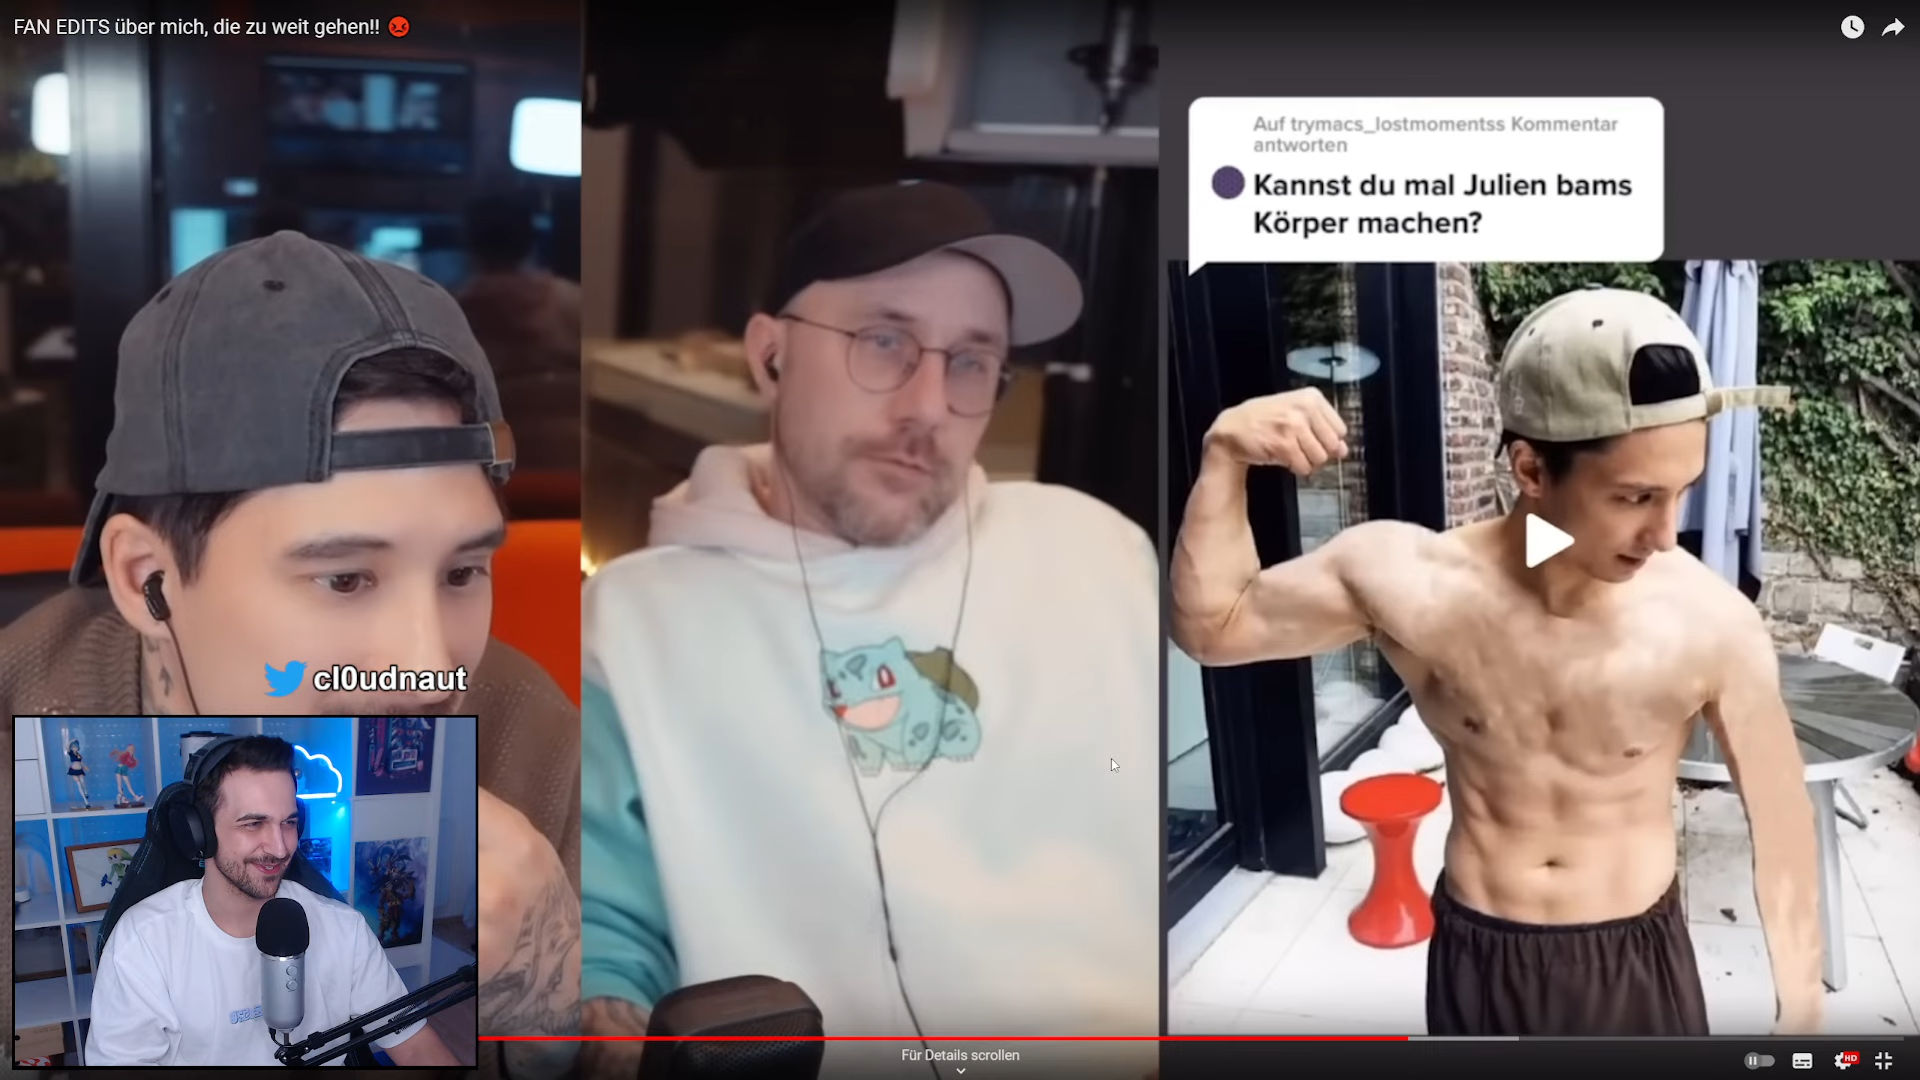 FAN EDITS über mich, die zu weit gehen!! 😡
Auf trymacs_lostmomentss Kommentar
antworten
Kannst du mal Julien bams
Körper machen?
cl0udnaut
Für Details scrollen
HD